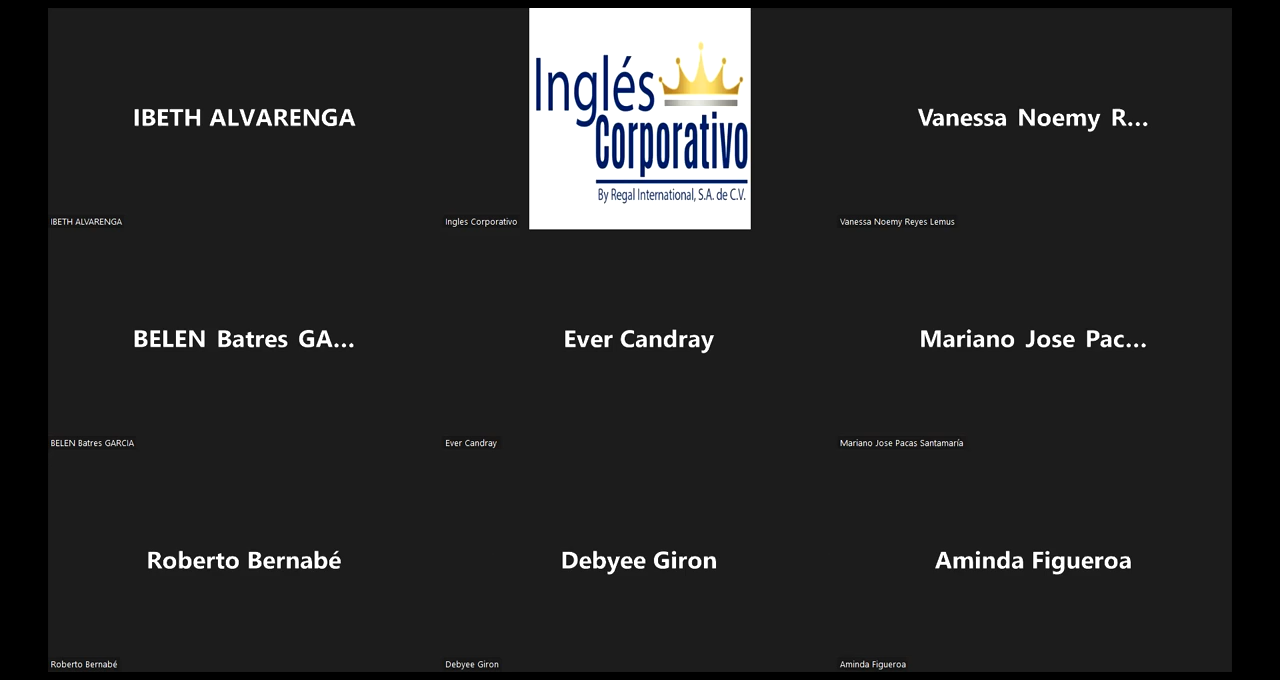 IBETH ALVARENGA
IBETH ALVARENGA
Inglés
Corporativo
By Regal International, S.A. de C.V.
Ingles Corporativo
Vanessa Noemy R...
Vanessa Noemy Reyes Lemus
BELEN Batres GA...
BELEN Batres GARCIA
Ever Candray
Ever Candray
Mariano Jose Pac...
Mariano Jose Pacas Santamaría
Roberto Bernabé
Roberto Bernabé
Debyee Giron
Debyee Giron
Aminda Figueroa
Aminda Figueroa